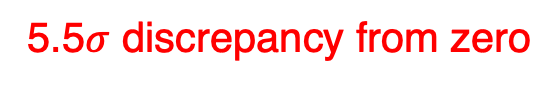 5.5σ discrepancy from zero